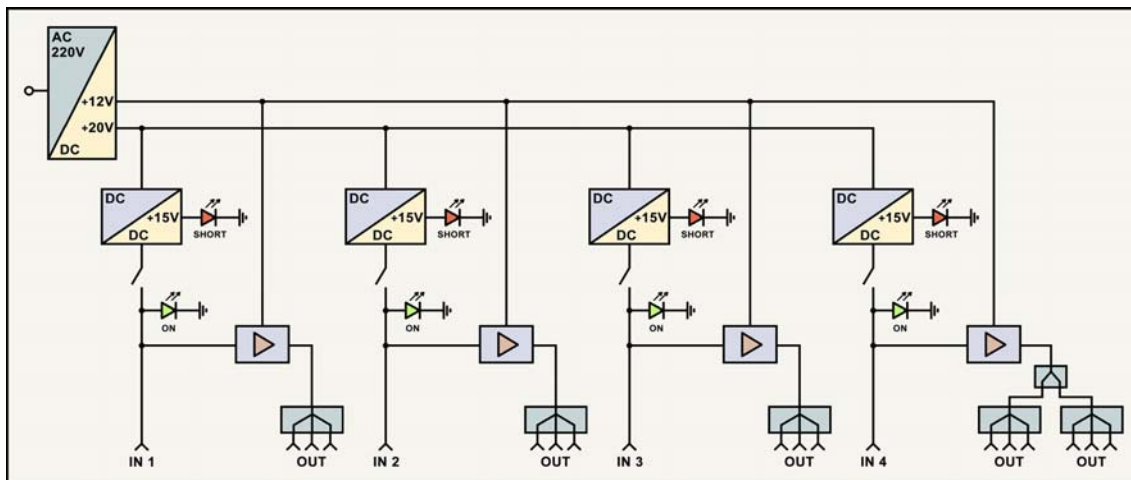 AC
220V
+12V
+20V
DC
DC
+15V
DC
SHORT
DC
+15V
DC
SHORT
DC
+15V
DC
SHORT
DC
+15V
DC
SHORT
ON
ON
ON
ON
IN 1
OUT
IN 2
OUT
IN 3
OUT
IN 4
OUT
OUT